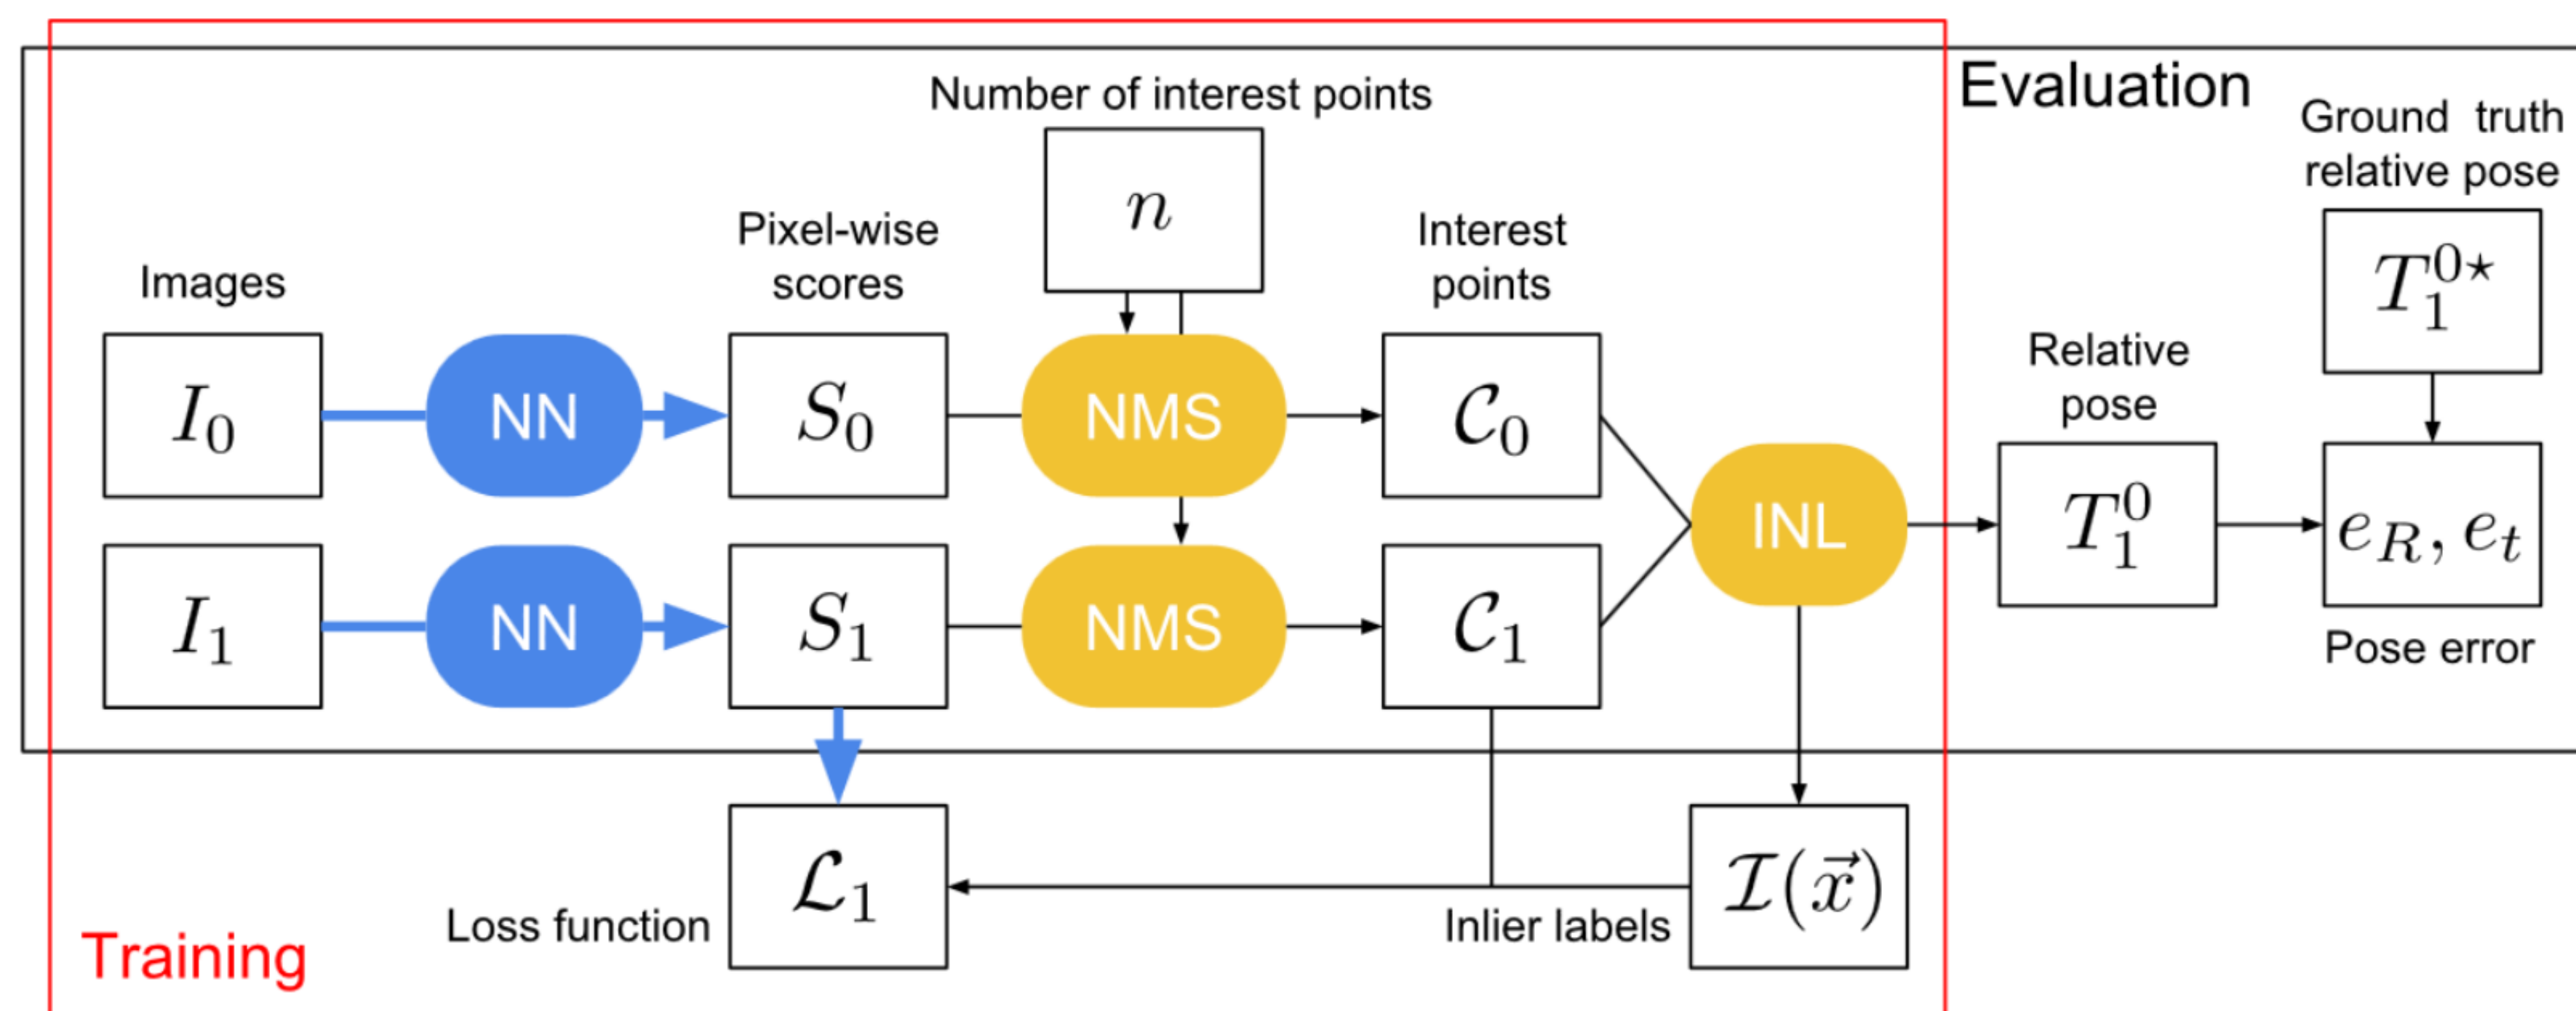 Evaluation
Number of interest points
n
Ground truth
relative pose
T_1^{0⋆}
Images
Pixel-wise
scores
Interest
points
Relative
pose
I_0
NN
S_0
NMS
C_0
INL
T_1^0
e_R, e_t
Pose error
I_1
NN
S_1
NMS
C_1
L_1
Loss function
Inlier labels
I(x⃗)
Training